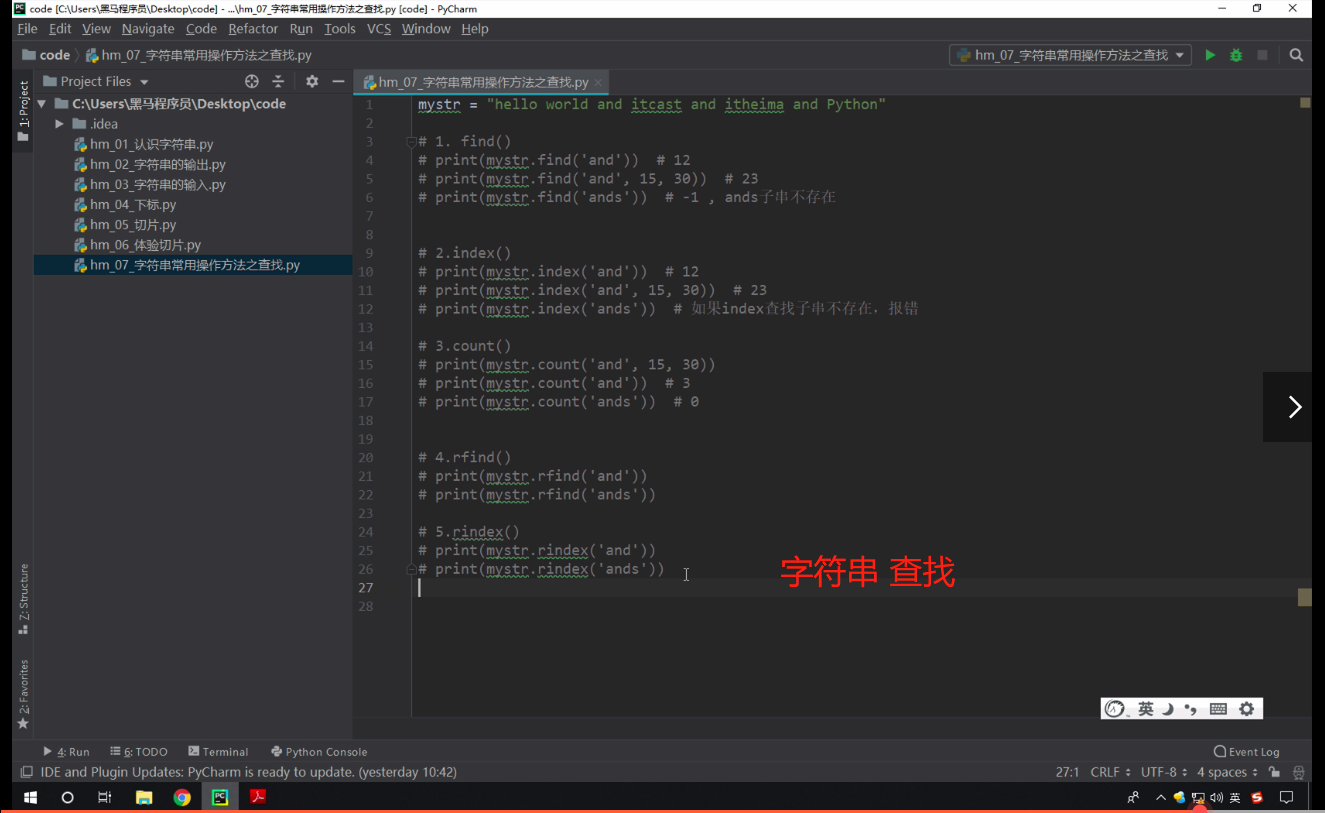 code [C:\Users\黑马程序员\Desktop\code] - ...\hm_07_字符串常用操作方法之查找.py [code] - PyCharm
File Edit View Navigate Code Refactor Run Tools VCS Window Help
code hm_07_字符串常用操作方法之查找.py
hm_07_字符串常用操作方法之查找
Project Files
hm_07_字符串常用操作方法之查找.py
1: Project
C:\Users\黑马程序员\Desktop\code
.idea
hm_01_认识字符串.py
hm_02_字符串的输出.py
hm_03_字符串的输入.py
hm_04_下标.py
hm_05_切片.py
hm_06_体验切片.py
hm_07_字符串常用操作方法之查找.py
1 mystr = "hello world and itcast and itheima and Python"
2
3 # 1. find()
4 # print(mystr.find('and'))  # 12
5 # print(mystr.find('and', 15, 30))  # 23
6 # print(mystr.find('ands'))  # -1 , ands子串不存在
7
8
9 # 2.index()
10 # print(mystr.index('and'))  # 12
11 # print(mystr.index('and', 15, 30))  # 23
12 # print(mystr.index('ands'))  # 如果index查找子串不存在，报错
13
14 # 3.count()
15 # print(mystr.count('and', 15, 30))
16 # print(mystr.count('and'))  # 3
17 # print(mystr.count('ands'))  # 0
18
19
20 # 4.rfind()
21 # print(mystr.rfind('and'))
22 # print(mystr.rfind('ands'))
23
24 # 5.rindex()
25 # print(mystr.rindex('and'))
26 # print(mystr.rindex('ands'))
27
28
字符串 查找
Z: Structure
2: Favorites
英
4: Run 6: TODO Terminal Python Console Event Log
IDE and Plugin Updates: PyCharm is ready to update. (yesterday 10:42) 27:1 CRLF UTF-8 4 spaces
英